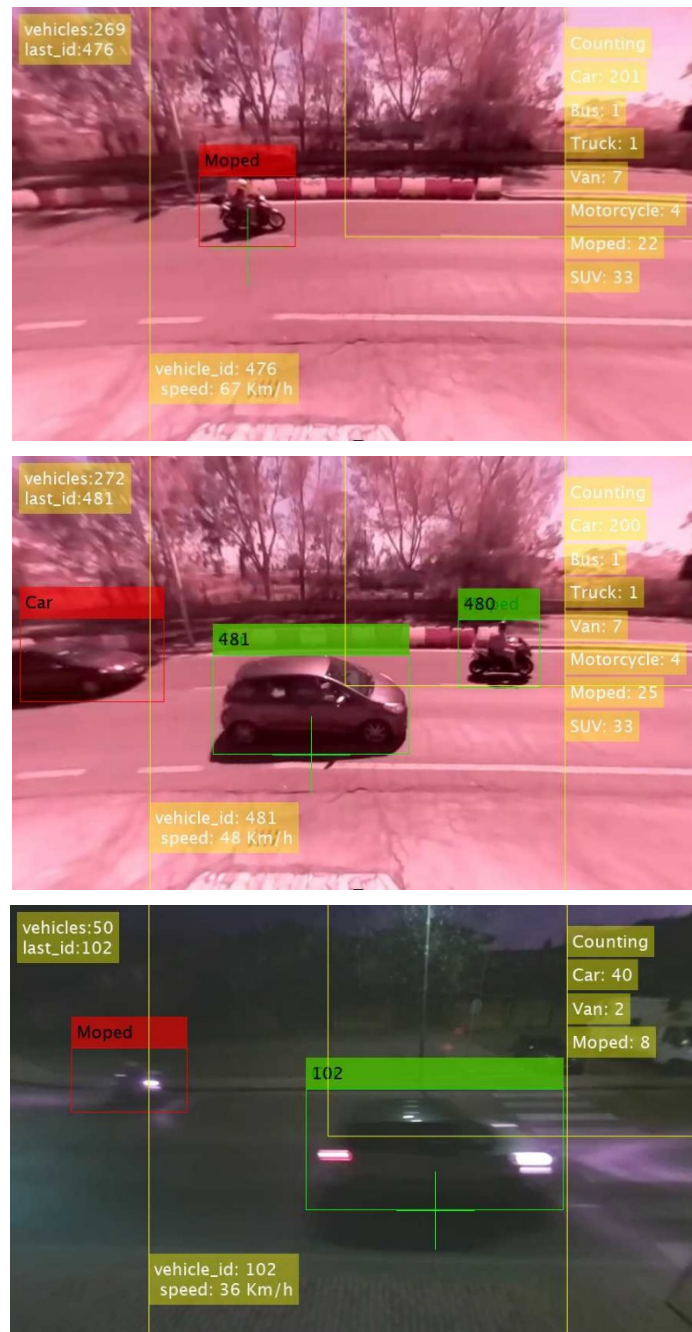 vehicles:269
last_id:476
Counting
Car: 201
Bus: 1
Truck: 1
Van: 7
Motorcycle: 4
Moped: 22
SUV: 33
Moped
vehicle_id: 476
speed: 67 Km/h
vehicles:272
last_id:481
Counting
Car: 200
Bus: 1
Truck: 1
Van: 7
Motorcycle: 4
Moped: 25
SUV: 33
Car
481
480
vehicle_id: 481
speed: 48 Km/h
vehicles:50
last_id:102
Counting
Car: 40
Van: 2
Moped: 8
Moped
102
vehicle_id: 102
speed: 36 Km/h